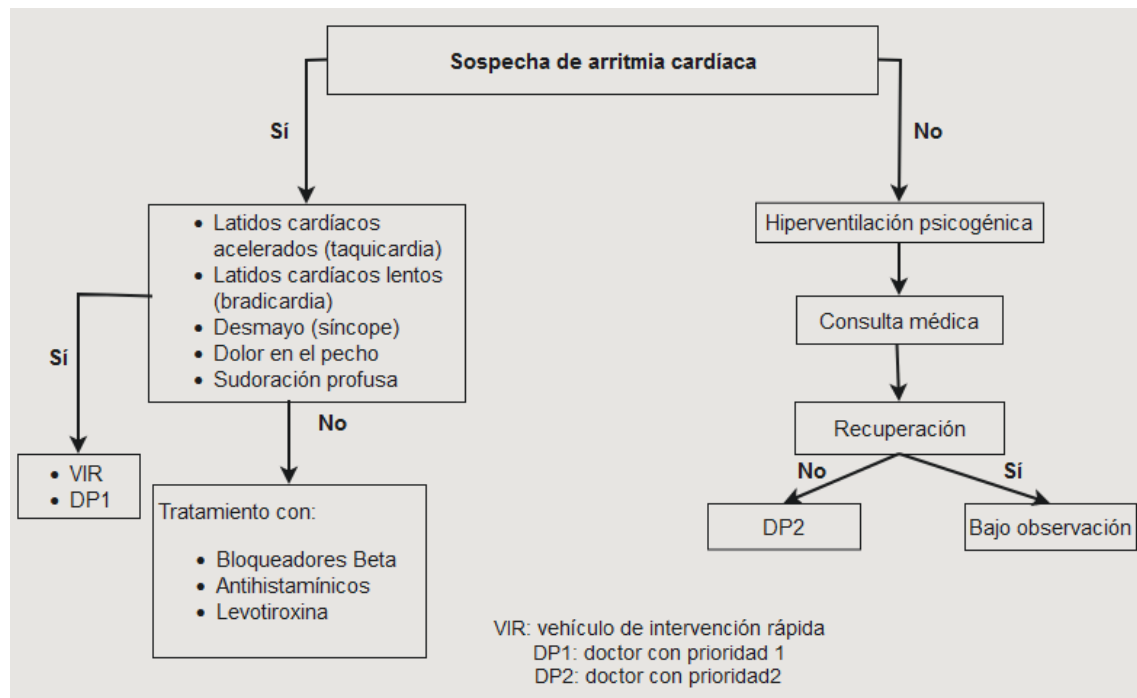 Sospecha de arritmia cardíaca
Sí
No
• Latidos cardíacos
acelerados (taquicardia)
• Latidos cardíacos lentos
(bradicardia)
• Desmayo (síncope)
• Dolor en el pecho
• Sudoración profusa
Hiperventilación psicogénica
Consulta médica
Sí
No
Recuperación
No
Sí
• VIR
• DP1
Tratamiento con:
• Bloqueadores Beta
• Antihistamínicos
• Levotiroxina
DP2
Bajo observación
VIR: vehículo de intervención rápida
DP1: doctor con prioridad 1
DP2: doctor con prioridad2